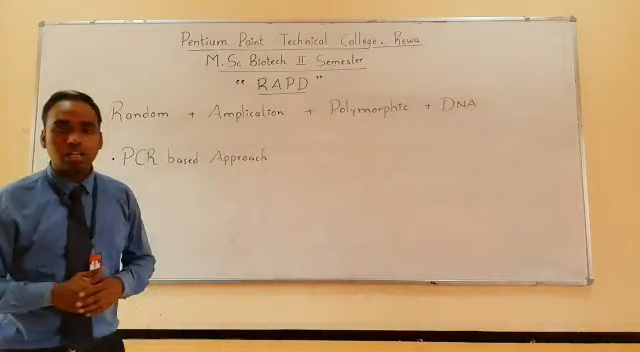 Pentium Point Technical College. Rewa
M.Sc Biotech II Semester
" RAPD "
Random + Amplication + Polymorphic + DNA
• PCR based Approach